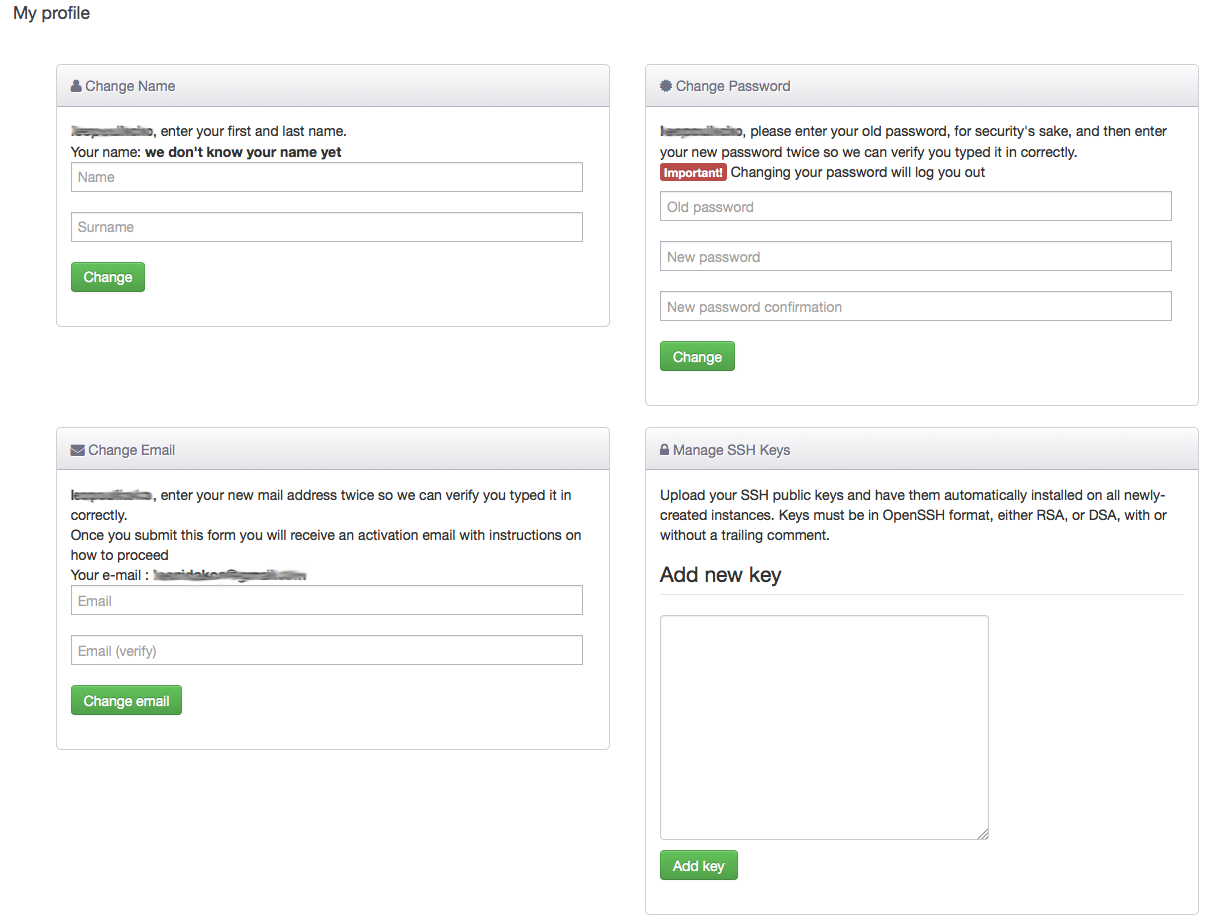 My profile
Change Name
, enter your first and last name.
Your name: we don't know your name yet
Name
Surname
Change
Change Password
, please enter your old password, for security's sake, and then enter
your new password twice so we can verify you typed it in correctly.
Important! Changing your password will log you out
Old password
New password
New password confirmation
Change
Change Email
, enter your new mail address twice so we can verify you typed it in
correctly.
Once you submit this form you will receive an activation email with instructions on
how to proceed
Your e-mail :
Email
Email (verify)
Change email
Manage SSH Keys
Upload your SSH public keys and have them automatically installed on all newly-
created instances. Keys must be in OpenSSH format, either RSA, or DSA, with or
without a trailing comment.
Add new key
Add key